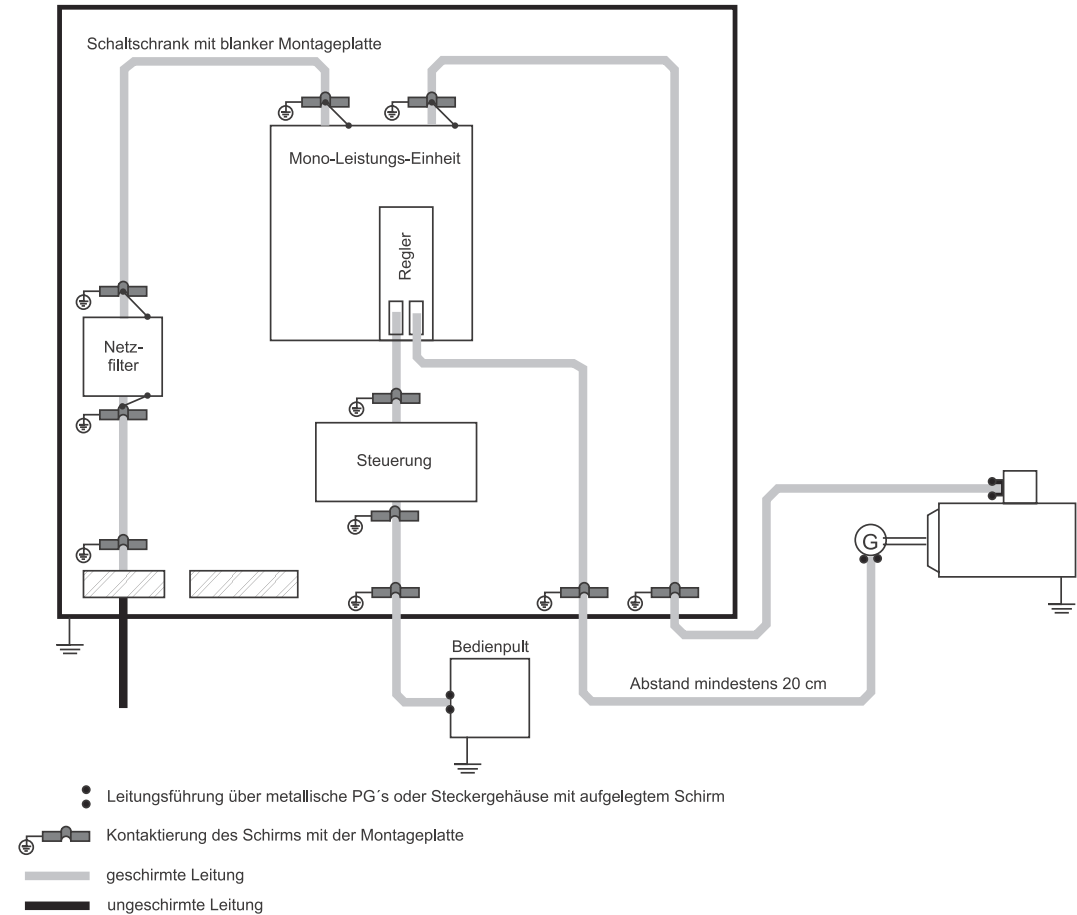 Schaltschrank mit blanker Montageplatte
Mono-Leistungs-Einheit
Regler
Netz-
filter
Steuerung
G
Bedienpult
Abstand mindestens 20 cm
Leitungsführung über metallische PG´s oder Steckergehäuse mit aufgelegtem Schirm
Kontaktierung des Schirms mit der Montageplatte
geschirmte Leitung
ungeschirmte Leitung